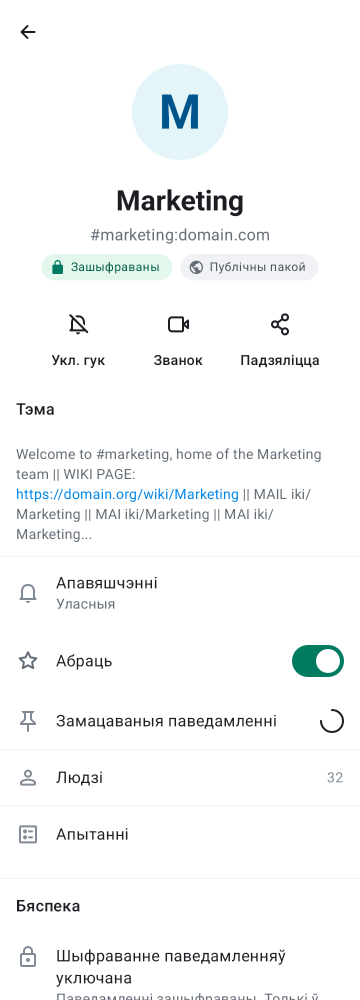 M
Marketing
#marketing:domain.com
Зашыфраваны
Публічны пакой
Укл. гук
Званок
Падзяліцца
Тэма
Welcome to #marketing, home of the Marketing
team || WIKI PAGE:
https://domain.org/wiki/Marketing || MAIL iki/
Marketing || MAI iki/Marketing || MAI iki/
Marketing...
Апавяшчэнні
Уласныя
Абраць
Замацаваныя паведамленні
Людзі
32
Апытанні
Бяспека
Шыфраванне паведамленняў
уключана
Паведамленні зашыфраваны. Толькі ў